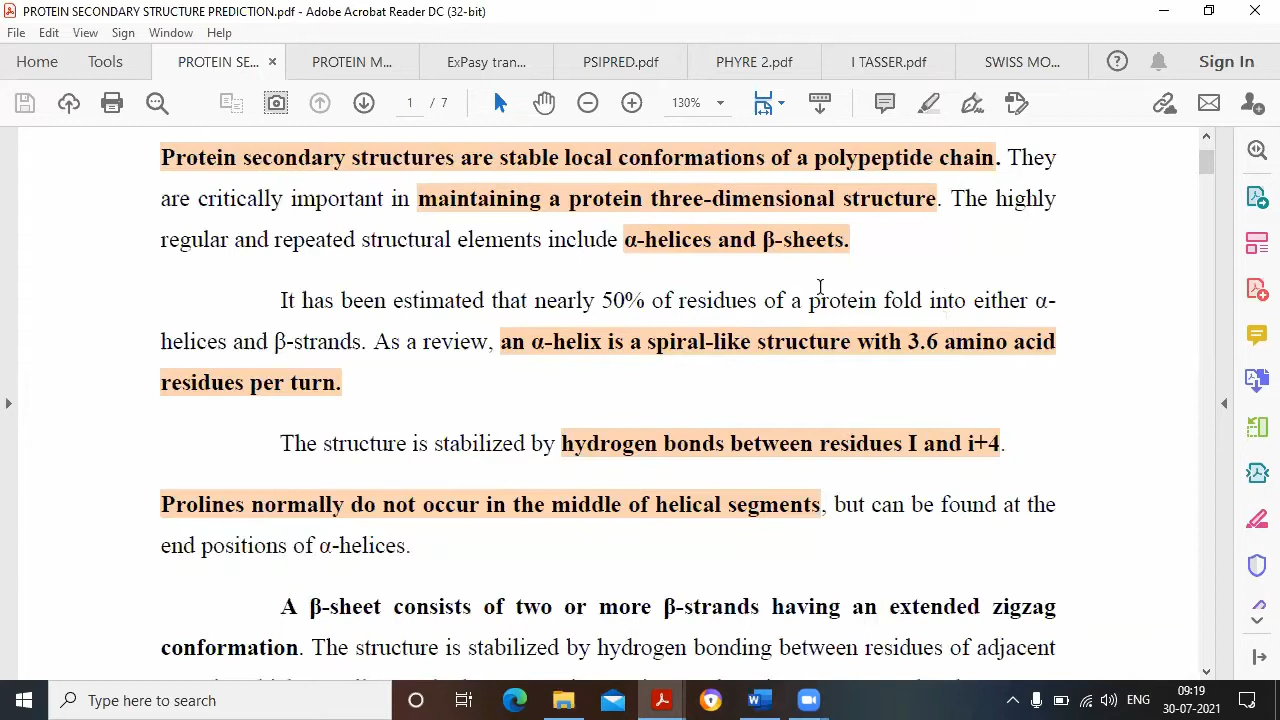 PROTEIN SECONDARY STRUCTURE PREDICTION.pdf - Adobe Acrobat Reader DC (32-bit)
File Edit View Sign Window Help
Home Tools PROTEIN SE... PROTEIN M... ExPasy tran... PSIPRED.pdf PHYRE 2.pdf I TASSER.pdf SWISS MO... Sign In
1 / 7 130%
Protein secondary structures are stable local conformations of a polypeptide chain. They
are critically important in maintaining a protein three-dimensional structure. The highly
regular and repeated structural elements include α-helices and β-sheets.
It has been estimated that nearly 50% of residues of a protein fold into either α-
helices and β-strands. As a review, an α-helix is a spiral-like structure with 3.6 amino acid
residues per turn.
The structure is stabilized by hydrogen bonds between residues I and i+4.
Prolines normally do not occur in the middle of helical segments, but can be found at the
end positions of α-helices.
A β-sheet consists of two or more β-strands having an extended zigzag
conformation. The structure is stabilized by hydrogen bonding between residues of adjacent
Type here to search
ENG
09:19
30-07-2021